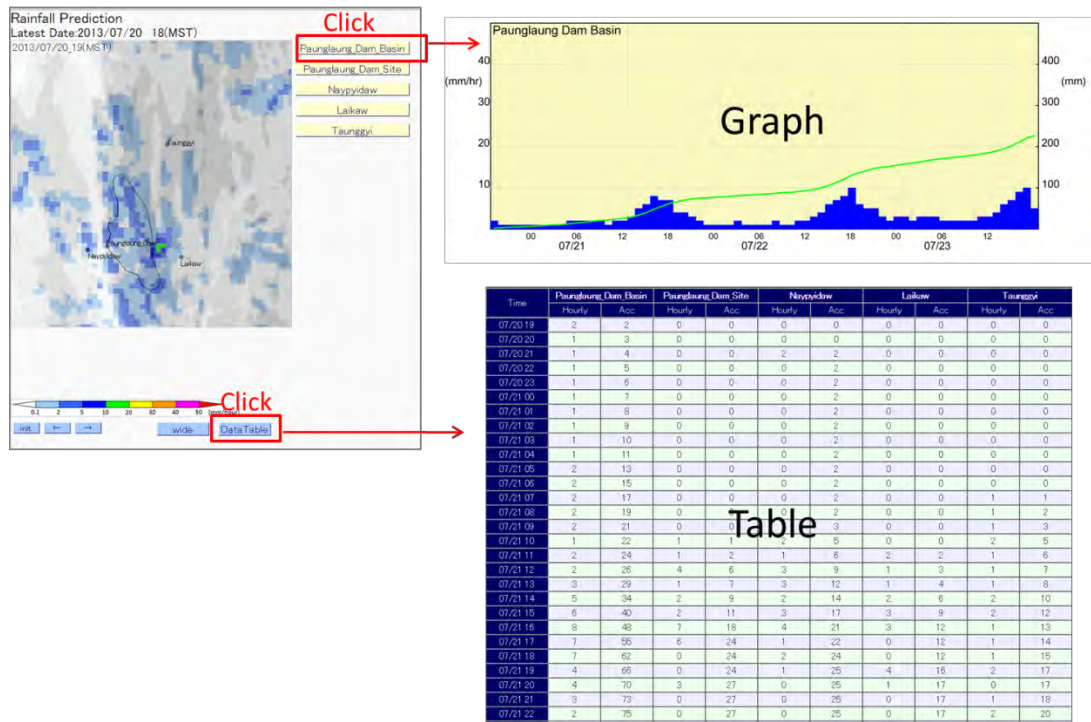 Rainfall Prediction
Latest Date:2013/07/20 18(MST)
2013/07/20_19(MST)
Click
Paunglaung_Dam_Basin
Paunglaung_Dam_Site
Naypyidaw
Laikaw
Taunggyi
Taunggyi
Naypyidaw
Laikaw
0.1 2 5 10 20 30 40 50
Click
init. ← → wide DataTable
Paunglaung Dam Basin
40 400
(mm/hr) (mm)
30 300
Graph
20 200
10 100
00 06 12 18 00 06 12 18 00 06 12
07/21 07/22 07/23
Time Paunglaung_Dam_Basin Paunglaung_Dam_Site Naypyidaw Laikaw Taunggyi
Hourly Acc Hourly Acc Hourly Acc Hourly Acc Hourly Acc
07/20 19 2 2 0 0 0 0 0 0 0 0
07/20 20 1 3 0 0 0 0 0 0 0 0
07/20 21 1 4 0 0 2 2 0 0 0 0
07/20 22 1 5 0 0 0 2 0 0 0 0
07/20 23 1 6 0 0 0 2 0 0 0 0
07/21 00 1 7 0 0 0 2 0 0 0 0
07/21 01 1 8 0 0 0 2 0 0 0 0
07/21 02 1 9 0 0 0 2 0 0 0 0
07/21 03 1 10 0 0 0 2 0 0 0 0
07/21 04 1 11 0 0 0 2 0 0 0 0
07/21 05 2 13 0 0 0 2 0 0 0 0
07/21 06 2 15 0 0 0 2 0 0 0 0
07/21 07 2 17 0 0 0 2 0 0 1 1
07/21 08 2 19 0 0 2 0 0 1 2
07/21 09 2 21 0 3 0 0 1 3
Table
07/21 10 1 22 1 1 2 5 0 0 2 5
07/21 11 2 24 1 2 1 6 2 2 1 6
07/21 12 2 26 4 6 3 9 1 3 1 7
07/21 13 3 29 1 7 3 12 1 4 1 8
07/21 14 5 34 2 9 2 14 2 6 2 10
07/21 15 6 40 2 11 3 17 3 9 2 12
07/21 16 8 48 7 18 4 21 3 12 1 13
07/21 17 7 55 6 24 1 22 0 12 1 14
07/21 18 7 62 0 24 2 24 0 12 1 15
07/21 19 4 66 0 24 1 25 4 16 2 17
07/21 20 4 70 3 27 0 25 1 17 0 17
07/21 21 3 73 0 27 0 25 0 17 1 18
07/21 22 2 75 0 27 0 25 0 17 2 20